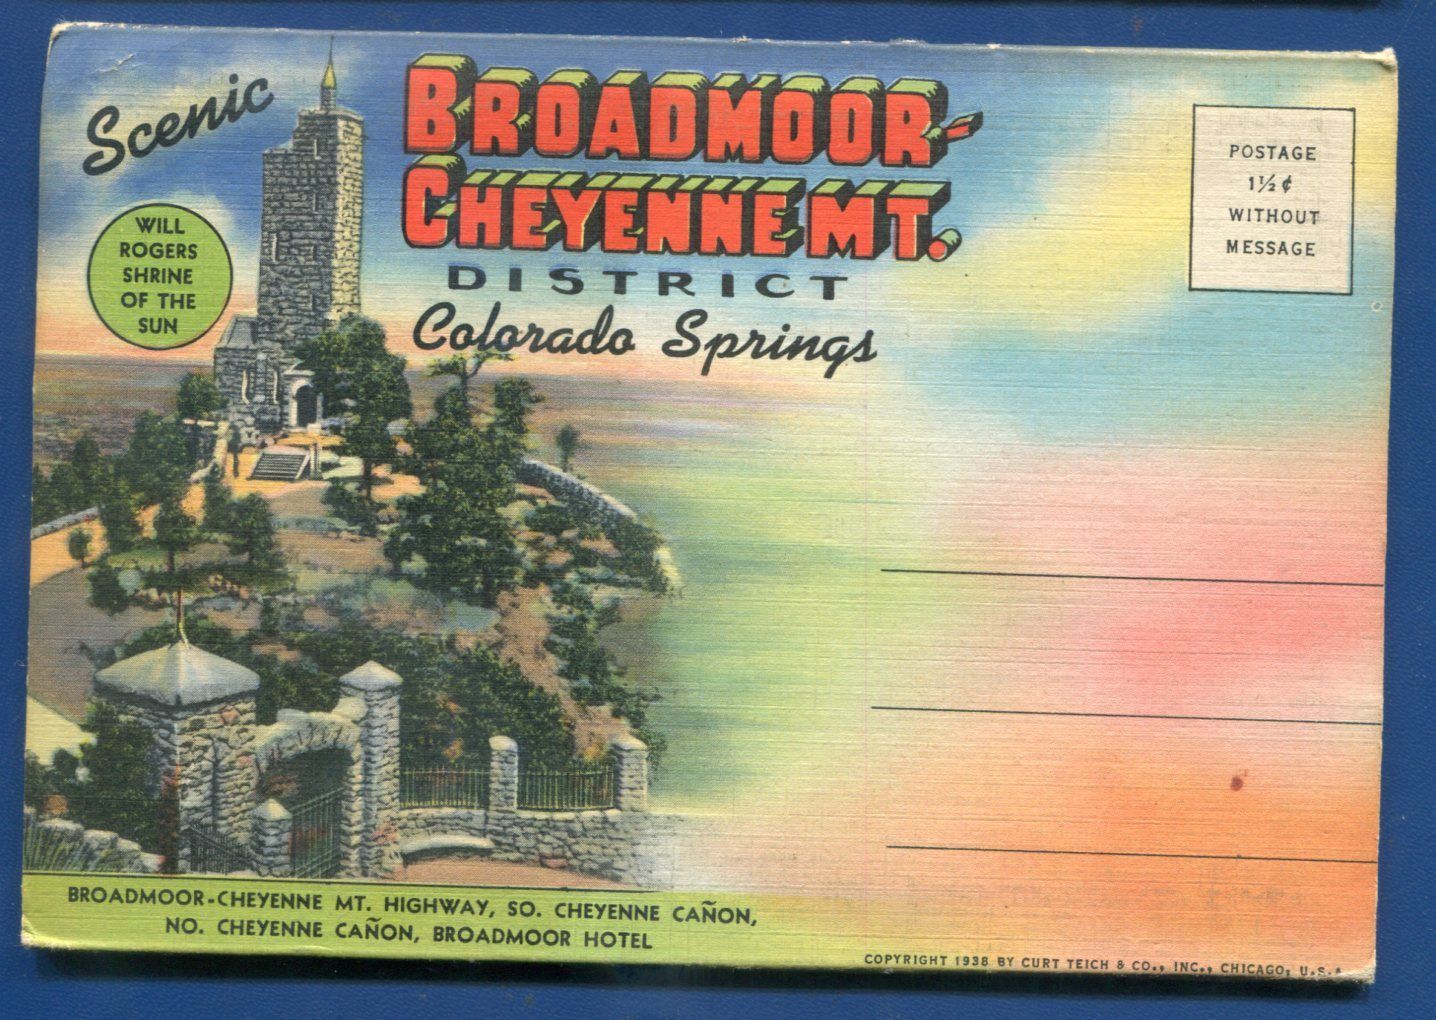 Scenic
BROADMOOR-
CHEYENNE MT.
DISTRICT
Colorado Springs
WILL
ROGERS
SHRINE
OF THE
SUN
POSTAGE
1½¢
WITHOUT
MESSAGE
BROADMOOR-CHEYENNE MT. HIGHWAY, SO. CHEYENNE CAÑON,
NO. CHEYENNE CAÑON, BROADMOOR HOTEL
COPYRIGHT 1938 BY CURT TEICH & CO., INC., CHICAGO, U.S.A.